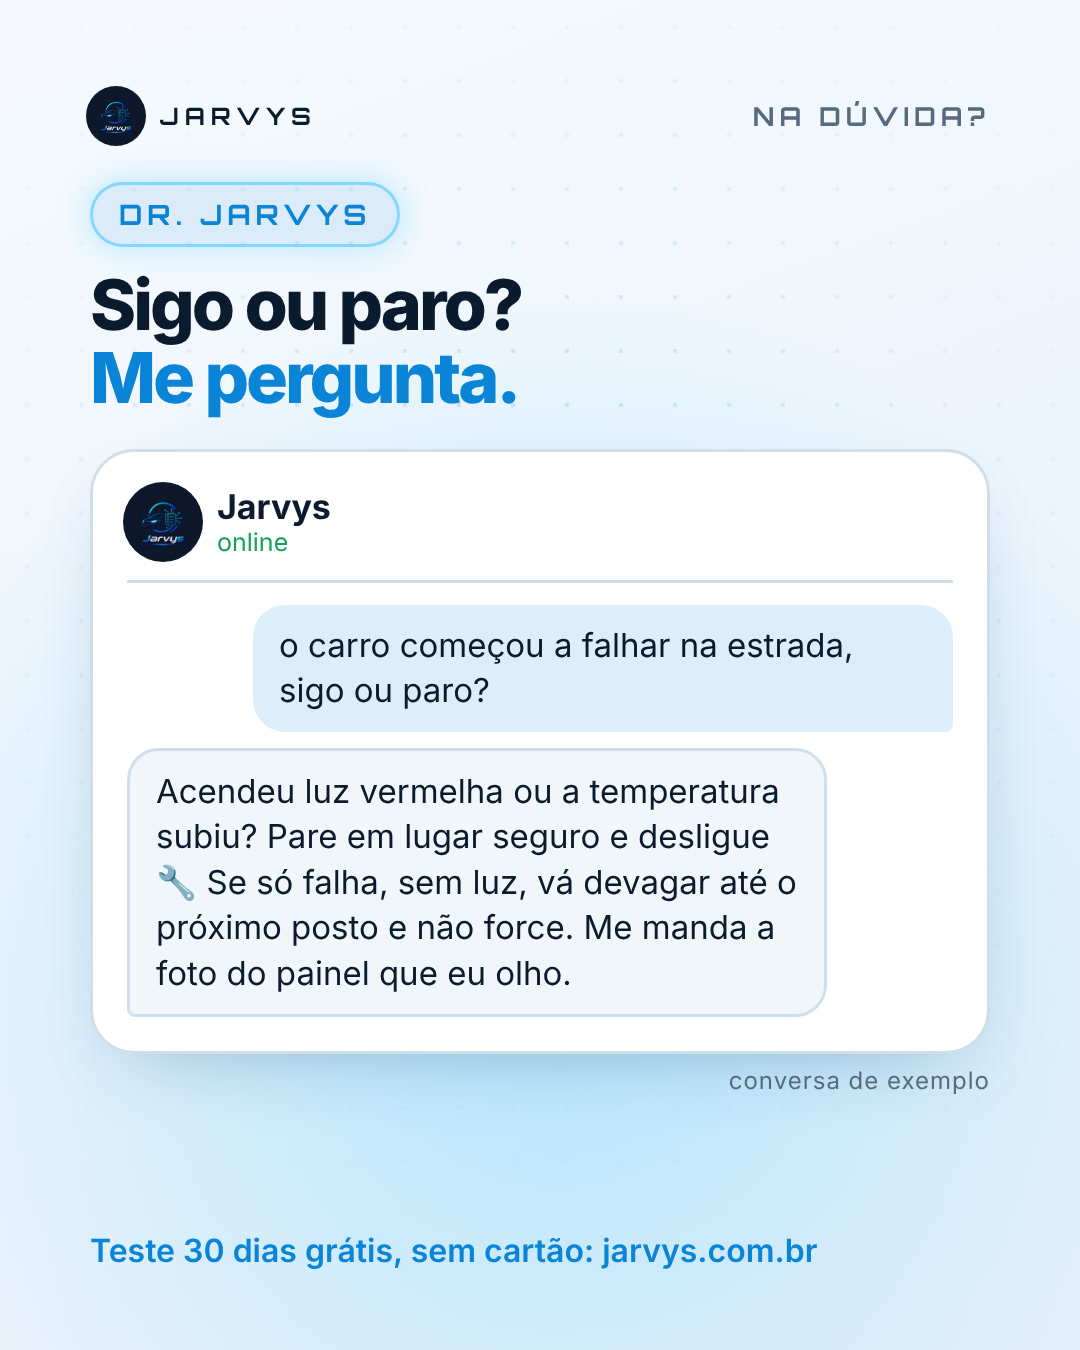 Jarvys
JARVYS
NA DÚVIDA?
DR. JARVYS
Sigo ou paro?
Me pergunta.
Jarvys
Jarvys
online
o carro começou a falhar na estrada,
sigo ou paro?
Acendeu luz vermelha ou a temperatura
subiu? Pare em lugar seguro e desligue
🔧 Se só falha, sem luz, vá devagar até o
próximo posto e não force. Me manda a
foto do painel que eu olho.
conversa de exemplo
Teste 30 dias grátis, sem cartão: jarvys.com.br